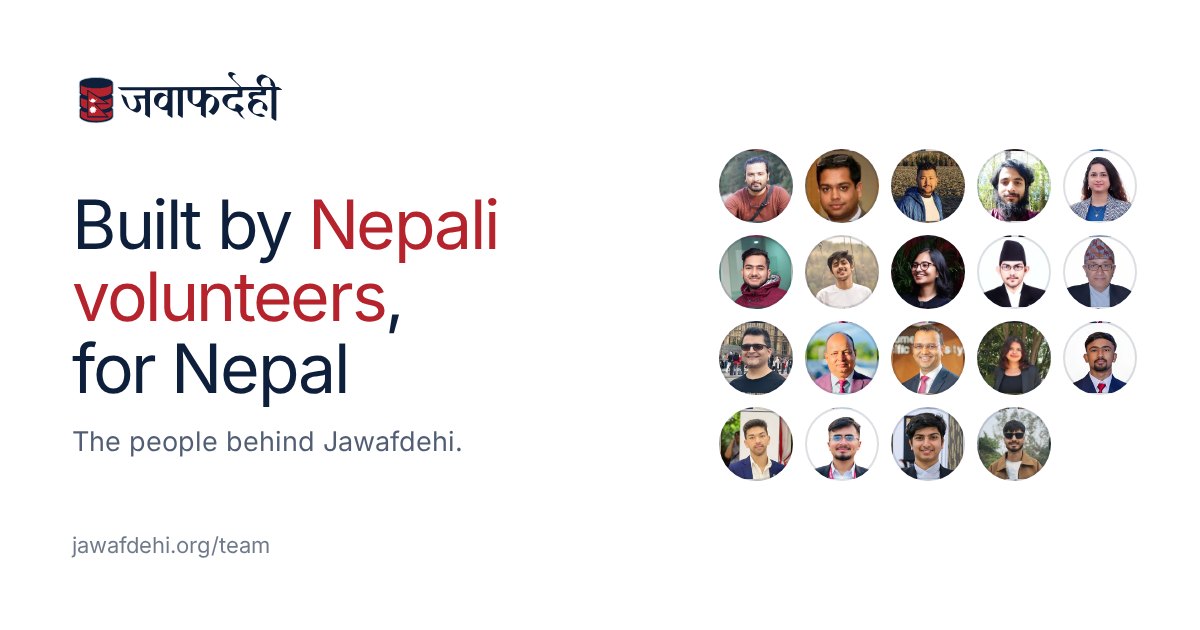 जवाफदेही
Built by Nepali
volunteers,
for Nepal
The people behind Jawafdehi.
jawafdehi.org/team